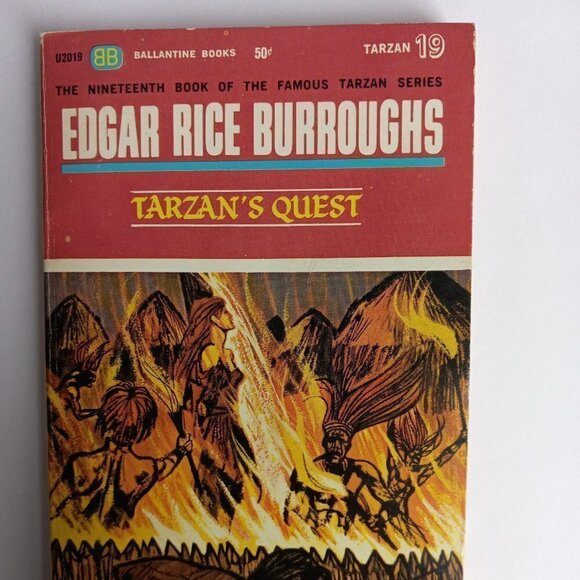 U2019 BB BALLANTINE BOOKS 50¢ TARZAN 19
THE NINETEENTH BOOK OF THE FAMOUS TARZAN SERIES
EDGAR RICE BURROUGHS
TARZAN'S QUEST